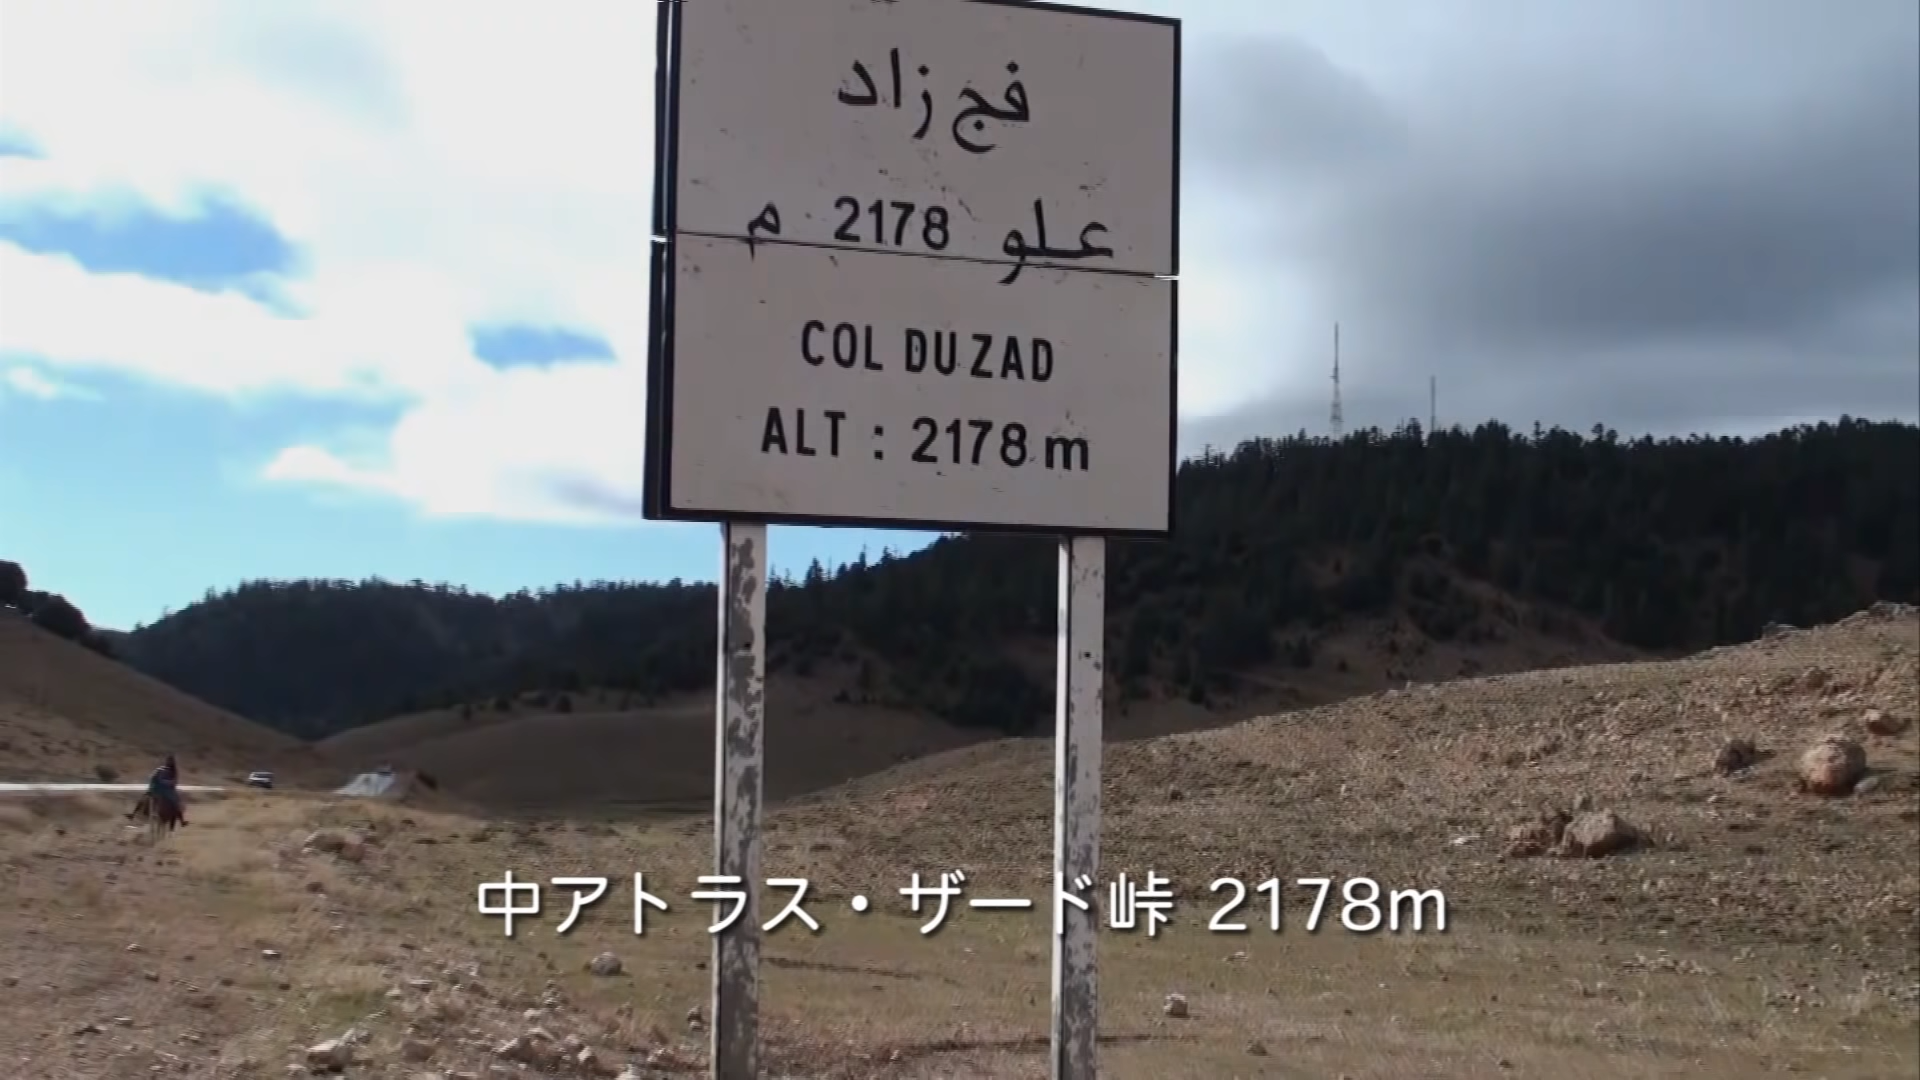 فج زاد
علو 2178 م
COL DU ZAD
ALT : 2178 m
中アトラス・ザード峠 2178m